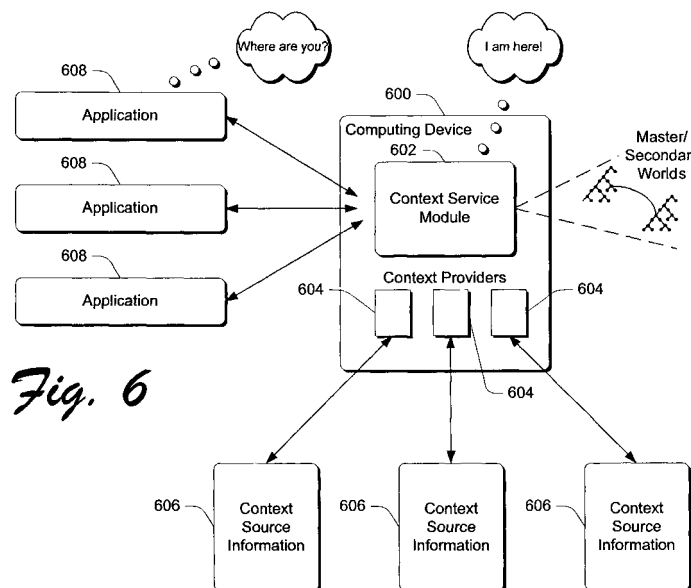 Where are you?
I am here!
608
Application
600
Computing Device
602
Context Service
Module
Master/
Secondar
Worlds
608
Application
608
Application
Context Providers
604
604
604
Fig. 6
606
Context
Source
Information
606
Context
Source
Information
606
Context
Source
Information